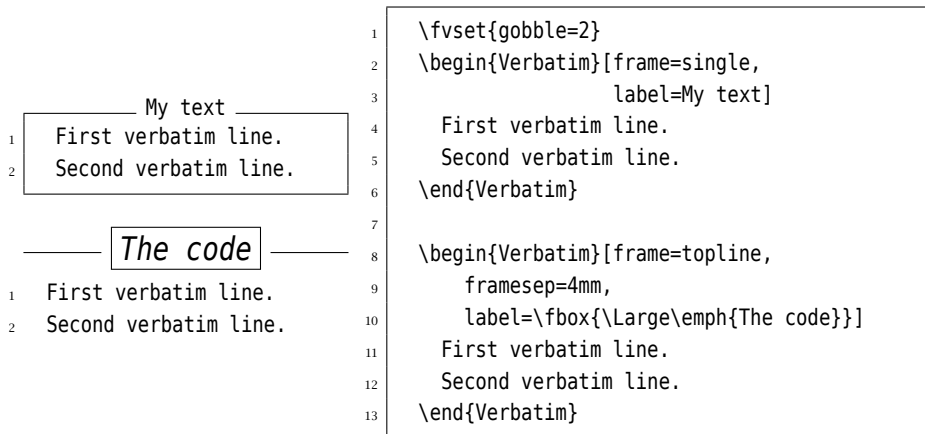 My text
1 First verbatim line.
2 Second verbatim line.
The code
1 First verbatim line.
2 Second verbatim line.
1 \fvset{gobble=2}
2 \begin{Verbatim}[frame=single,
3 label=My text]
4 First verbatim line.
5 Second verbatim line.
6 \end{Verbatim}
7
8 \begin{Verbatim}[frame=topline,
9 framesep=4mm,
10 label=\fbox{\Large\emph{The code}}]
11 First verbatim line.
12 Second verbatim line.
13 \end{Verbatim}